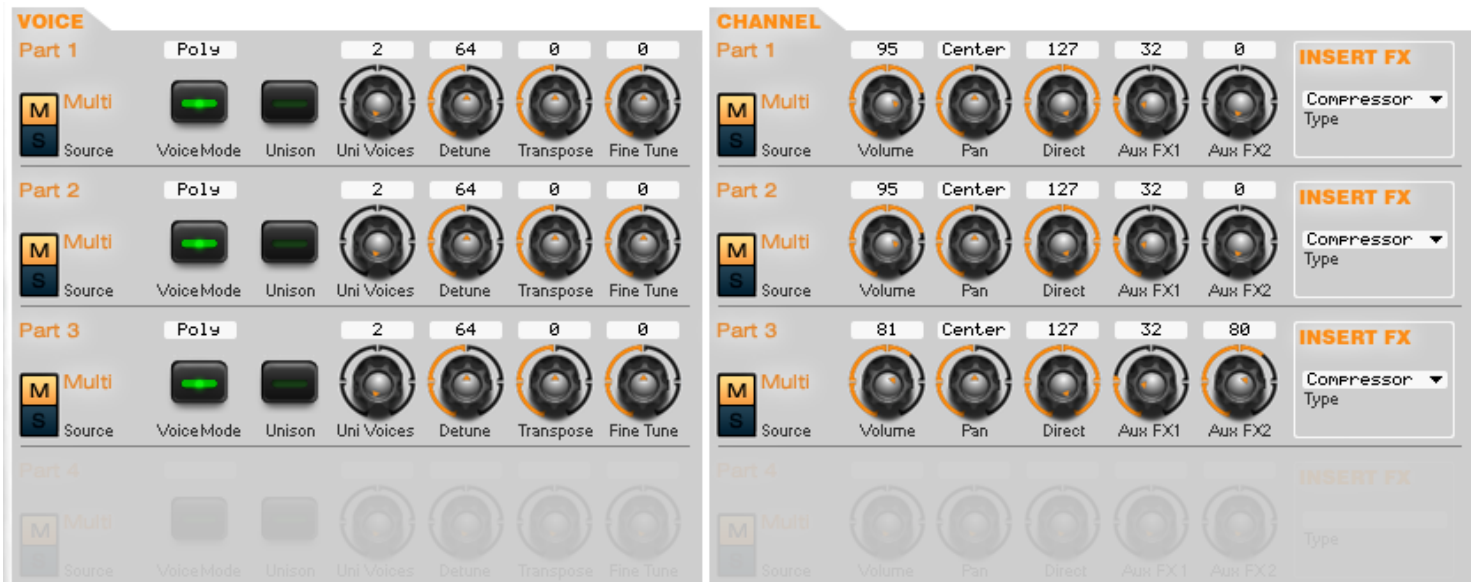 VOICE
Part 1 Poly 2 64 0 0
M Multi
S Source VoiceMode Unison Uni Voices Detune Transpose Fine Tune
Part 2 Poly 2 64 0 0
M Multi
S Source VoiceMode Unison Uni Voices Detune Transpose Fine Tune
Part 3 Poly 2 64 0 0
M Multi
S Source VoiceMode Unison Uni Voices Detune Transpose Fine Tune
Part 4
M Multi
S Source VoiceMode Unison Uni Voices Detune Transpose Fine Tune
CHANNEL
Part 1 95 Center 127 32 0 INSERT FX
M Multi Compressor
Type
S Source Volume Pan Direct Aux FX1 Aux FX2
Part 2 95 Center 127 32 0 INSERT FX
M Multi Compressor
Type
S Source Volume Pan Direct Aux FX1 Aux FX2
Part 3 81 Center 127 32 80 INSERT FX
M Multi Compressor
Type
S Source Volume Pan Direct Aux FX1 Aux FX2
Part 4 INSERT FX
M Multi
Type
S Source Volume Pan Direct Aux FX1 Aux FX2